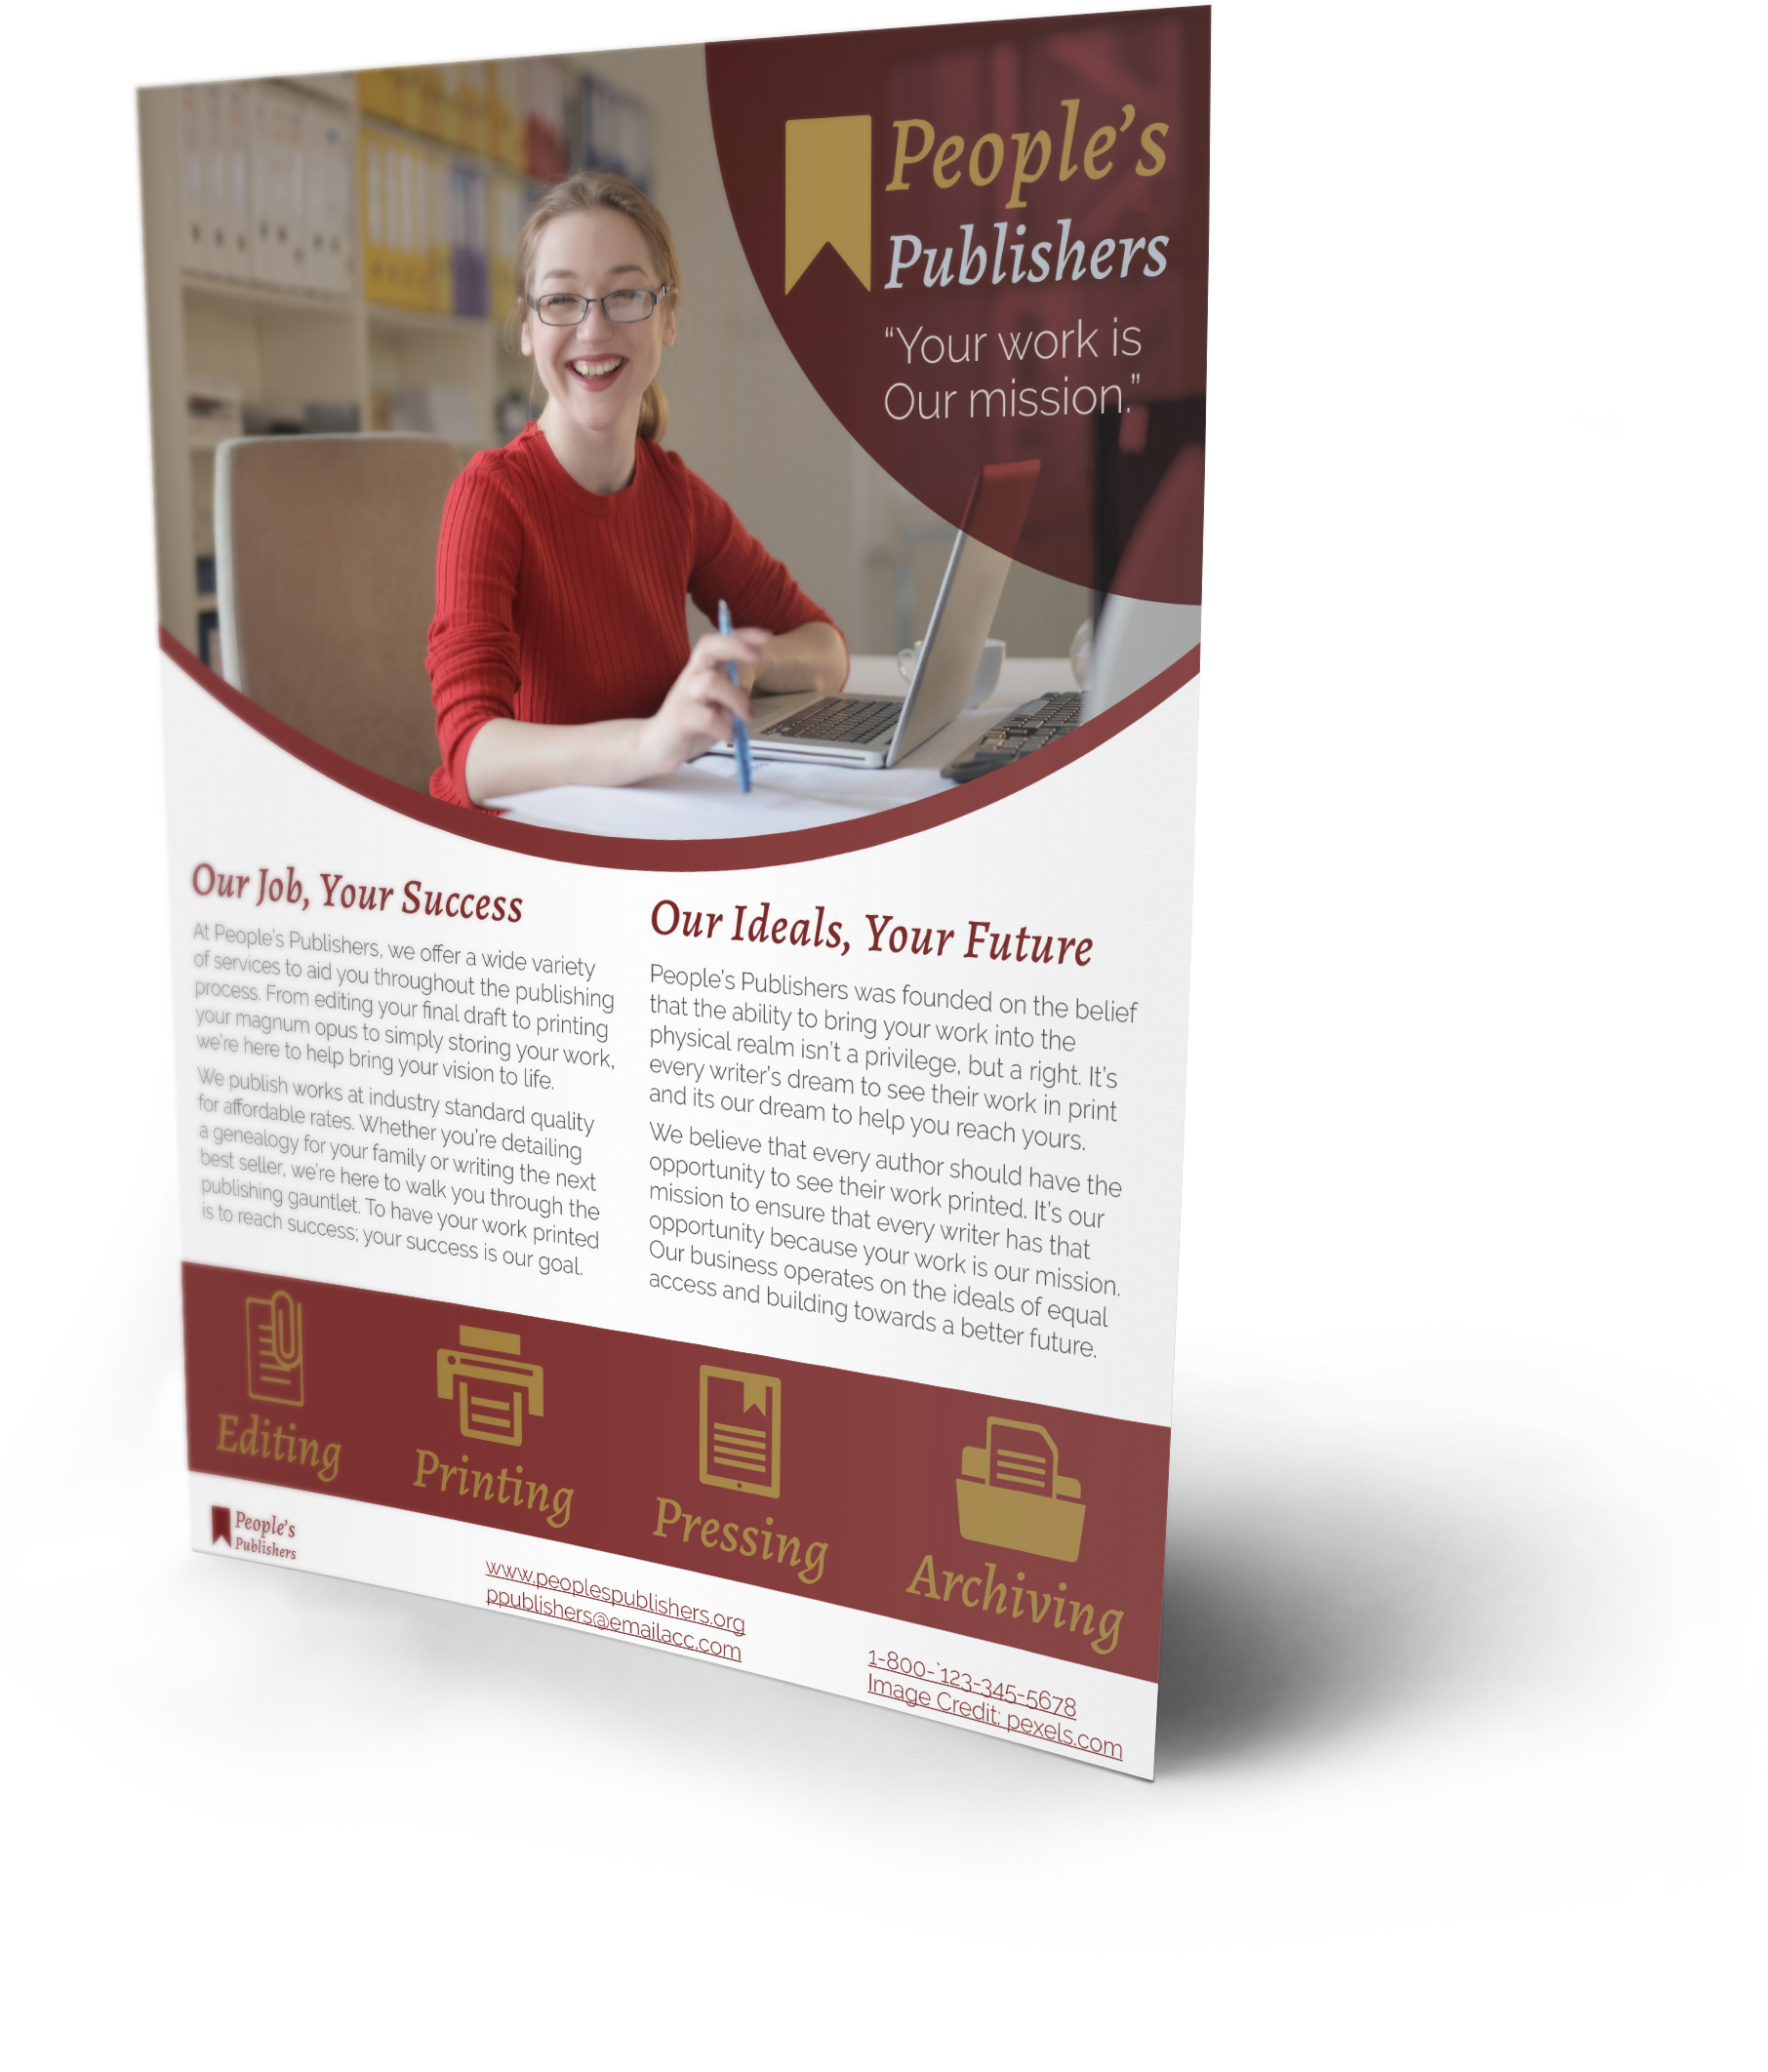 People’s
Publishers
“Your work is
Our mission.”
Our Job, Your Success
At People’s Publishers, we offer a wide variety
of services to aid you throughout the publishing
process. From editing your final draft to printing
your magnum opus to simply storing your work,
we’re here to help bring your vision to life.
We publish works at industry standard quality
for affordable rates. Whether you’re detailing
a genealogy for your family or writing the next
best seller, we’re here to walk you through the
publishing gauntlet. To have your work printed
is to reach success; your success is our goal.
Our Ideals, Your Future
People’s Publishers was founded on the belief
that the ability to bring your work into the
physical realm isn’t a privilege, but a right. It’s
every writer’s dream to see their work in print
and its our dream to help you reach yours.
We believe that every author should have the
opportunity to see their work printed. It’s our
mission to ensure that every writer has that
opportunity because your work is our mission.
Our business operates on the ideals of equal
access and building towards a better future.
Editing
Printing
Pressing
Archiving
People’s
Publishers
www.peoplespublishers.org
ppublishers@emailacc.com
1-800-`123-345-5678
Image Credit: pexels.com